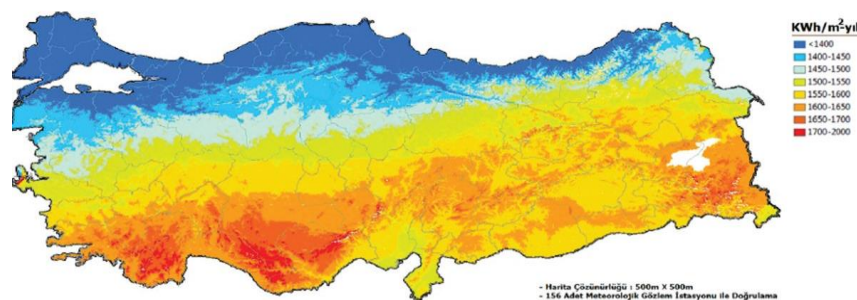 KWh/m²-yıl
<1400
1400-1450
1450-1500
1500-1550
1550-1600
1600-1650
1650-1700
1700-2000
- Harita Çözünürlüğü : 500m X 500m
- 156 Adet Meteorolojik Gözlem İstasyonu ile Doğrulama